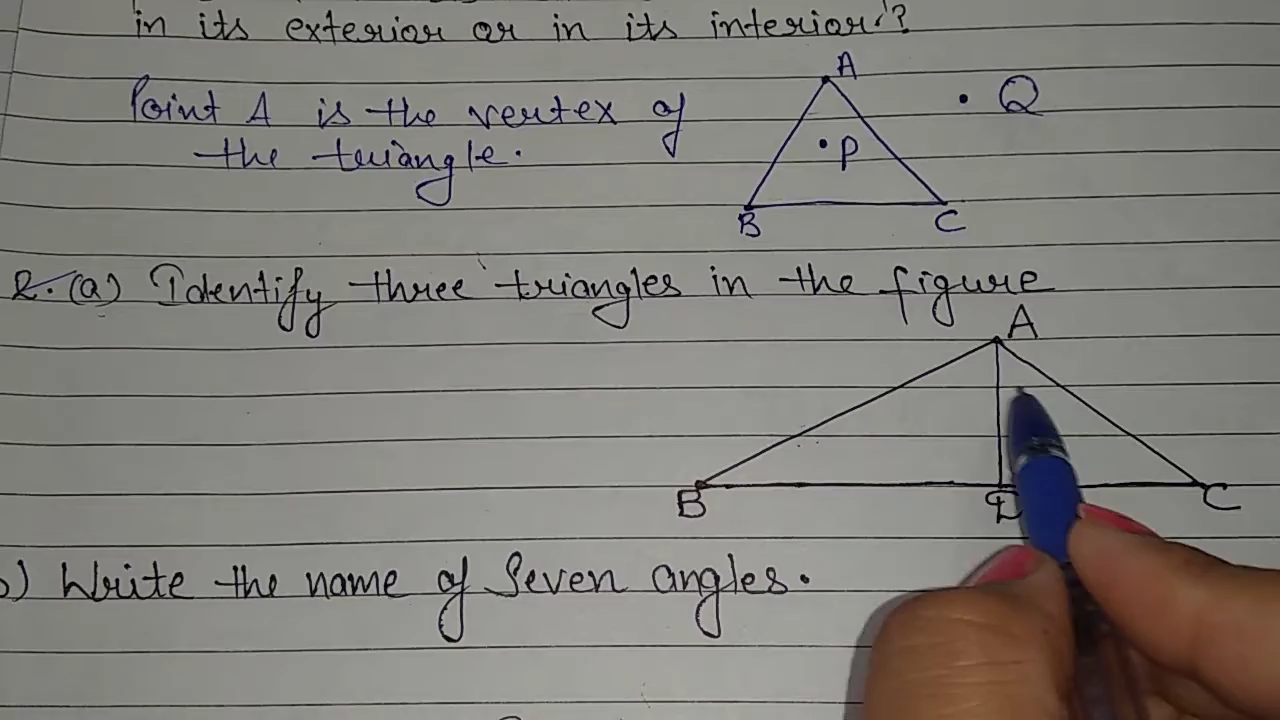 in its exterior or in its interior?
Point A is the vertex of
the triangle.
A
Q
P
B
C
2. (a) Identify three triangles in the figure
A
B
D
C
b) Write the name of Seven angles.